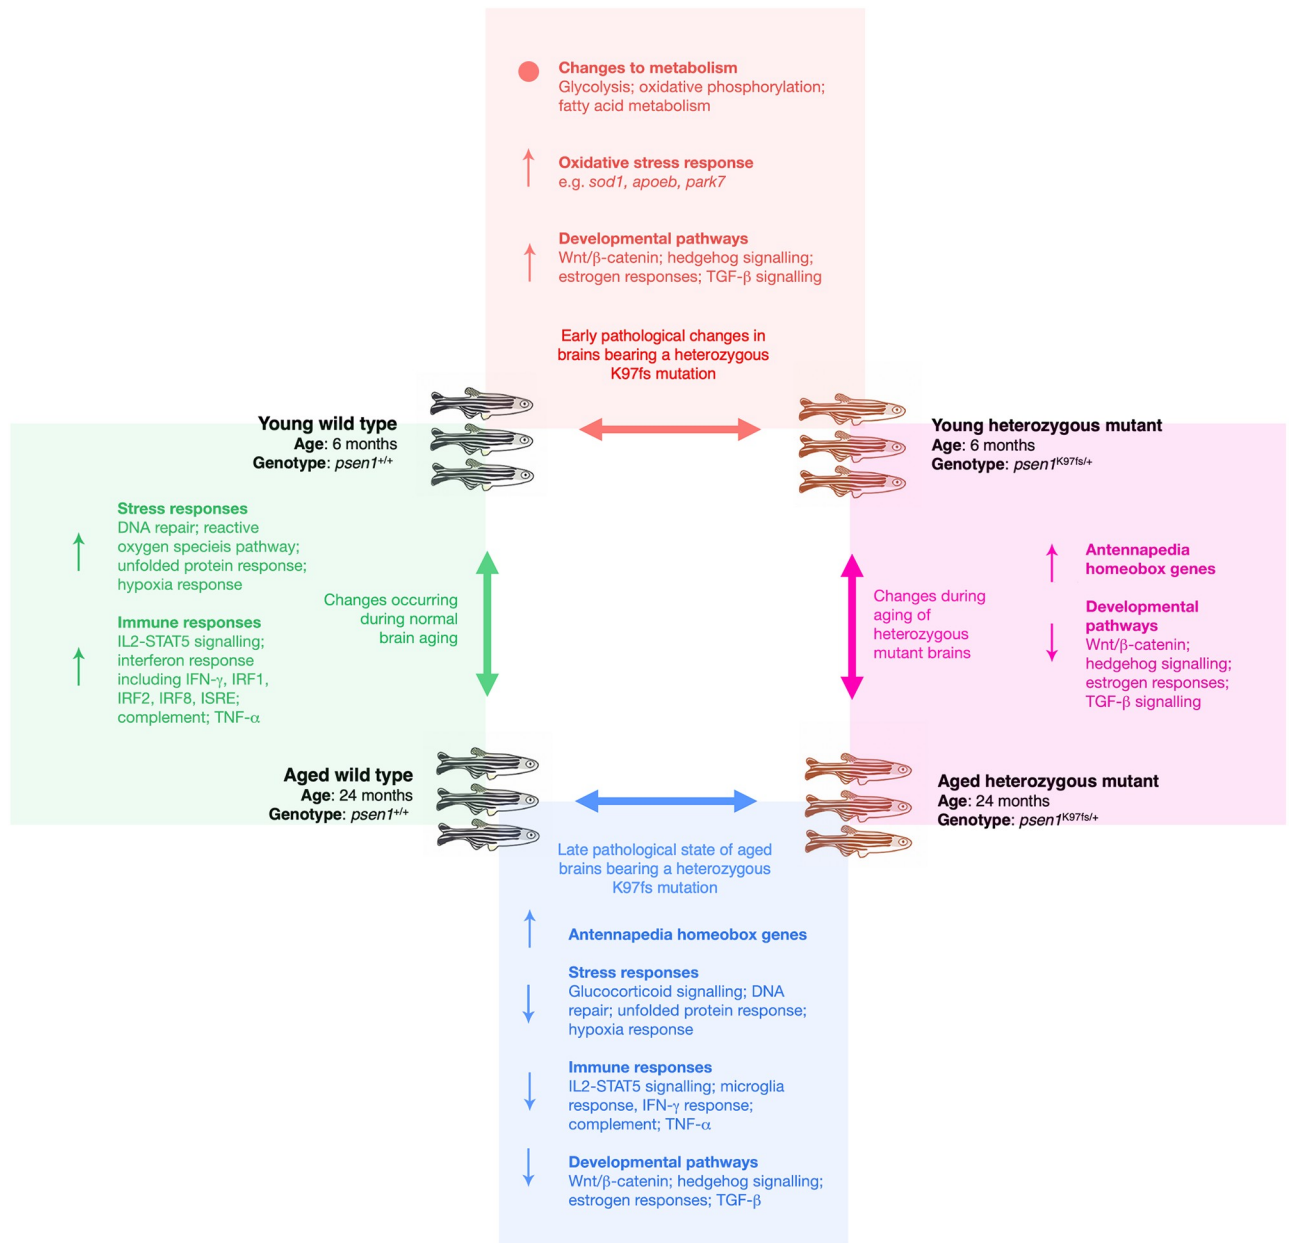 Changes to metabolism
Glycolysis; oxidative phosphorylation;
fatty acid metabolism
Oxidative stress response
e.g. sod1, apoeb, park7
Developmental pathways
Wnt/β-catenin; hedgehog signalling;
estrogen responses; TGF-β signalling
Early pathological changes in
brains bearing a heterozygous
K97fs mutation
Young wild type
Age: 6 months
Genotype: psen1+/+
Young heterozygous mutant
Age: 6 months
Genotype: psen1K97fs/+
Stress responses
DNA repair; reactive
oxygen specieis pathway;
unfolded protein response;
hypoxia response
Immune responses
IL2-STAT5 signalling;
interferon response
including IFN-γ, IRF1,
IRF2, IRF8, ISRE;
complement; TNF-α
Changes occurring
during normal
brain aging
Changes during
aging of
heterozygous
mutant brains
Antennapedia
homeobox genes
Developmental
pathways
Wnt/β-catenin;
hedgehog signalling;
estrogen responses;
TGF-β signalling
Aged wild type
Age: 24 months
Genotype: psen1+/+
Aged heterozygous mutant
Age: 24 months
Genotype: psen1K97fs/+
Late pathological state of aged
brains bearing a heterozygous
K97fs mutation
Antennapedia homeobox genes
Stress responses
Glucocorticoid signalling; DNA
repair; unfolded protein response;
hypoxia response
Immune responses
IL2-STAT5 signalling; microglia
response, IFN-γ response;
complement; TNF-α
Developmental pathways
Wnt/β-catenin; hedgehog signalling;
estrogen responses; TGF-β